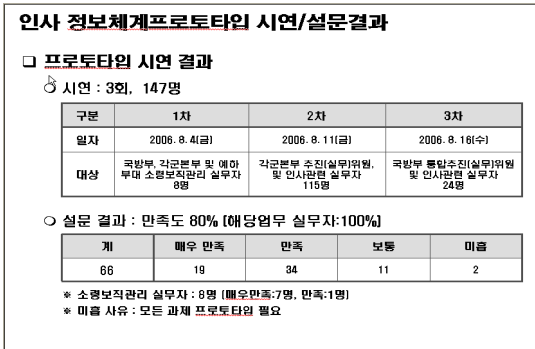 인사 정보체계프로토타입 시연/설문결과
❑ 프로토타입 시연 결과
○ 시연 : 3회, 147명
구분 1차 2차 3차
일자 2006. 8. 4(금) 2006. 8. 11(금) 2006. 8. 16(수)
대상 국방부, 각군본부 및 예하 부대 소령보직관리 실무자 8명 각군본부 추진(실무)위원, 및 인사관련 실무자 115명 국방부 통합추진(실무)위원 및 인사관련 실무자 24명
○ 설문 결과 : 만족도 80% (해당업무 실무자:100%)
계 매우 만족 만족 보통 미흡
66 19 34 11 2
※ 소령보직관리 실무자 : 8명 (매우만족:7명, 만족:1명)
※ 미흡 사유 : 모든 과제 프로토타입 필요